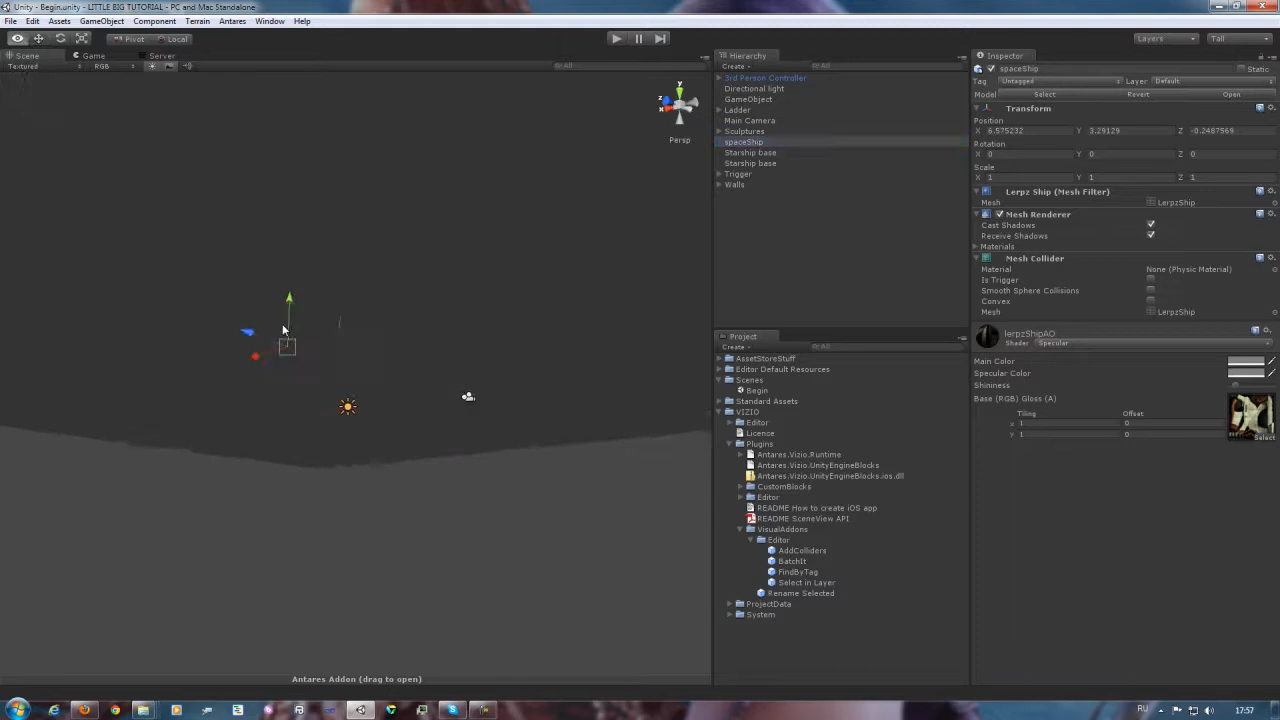 Unity - Begin.unity - LITTLE BIG TUTORIAL - PC and Mac Standalone
File Edit Assets GameObject Component Terrain Antares Window Help
Pivot Local
Layers Tall
Scene Game Server
Textured RGB All
y
z
x
Persp
Antares Addon (drag to open)
Hierarchy
Create All
3rd Person Controller
Directional light
GameObject
Ladder
Main Camera
Sculptures
spaceShip
Starship base
Starship base
Trigger
Walls
Project
Create All
AssetStoreStuff
Editor Default Resources
Scenes
Begin
Standard Assets
VIZIO
Editor
Licence
Plugins
Antares.Vizio.Runtime
Antares.Vizio.UnityEngineBlocks
Antares.Vizio.UnityEngineBlocks.ios.dll
CustomBlocks
Editor
README How to create iOS app
README SceneView API
VisualAddons
Editor
AddColliders
BatchIt
FindByTag
Select in Layer
Rename Selected
ProjectData
System
Inspector
spaceShip Static
Tag Untagged Layer Default
Model Select Revert Open
Transform
Position
X 6.575232 Y 3.29129 Z -0.2487569
Rotation
X 0 Y 0 Z 0
Scale
X 1 Y 1 Z 1
Lerpz Ship (Mesh Filter)
Mesh LerpzShip
Mesh Renderer
Cast Shadows
Receive Shadows
Materials
Mesh Collider
Material None (Physic Material)
Is Trigger
Smooth Sphere Collisions
Convex
Mesh LerpzShip
lerpzShipAO
Shader Specular
Main Color
Specular Color
Shininess
Base (RGB) Gloss (A)
Tiling Offset
x 1 0
y 1 0
Select
RU 17:57